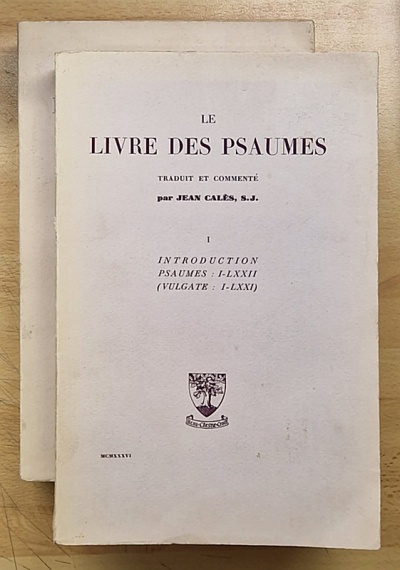 LE
LIVRE DES PSAUMES
TRADUIT ET COMMENTÉ
par JEAN CALÈS, S.J.
I
INTRODUCTION
PSAUMES : I-LXXII
(VULGATE : I-LXXI)
MCMXXXVI